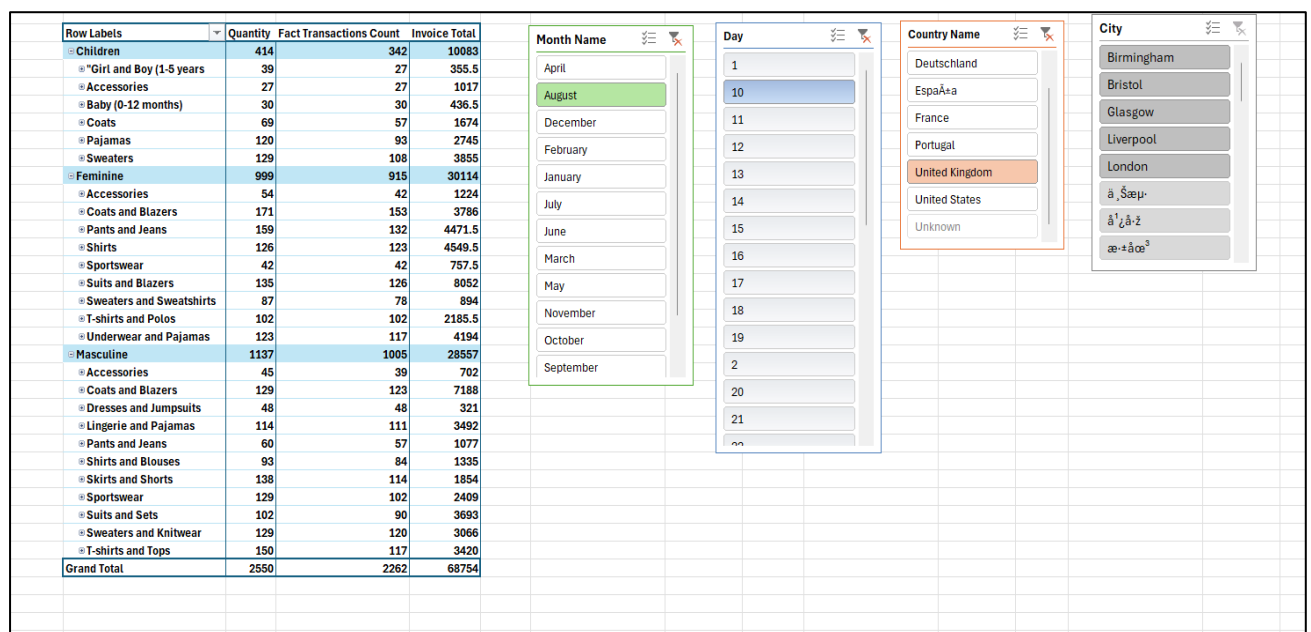 Row Labels Quantity Fact Transactions Count Invoice Total
Children 414 342 10083
"Girl and Boy (1-5 years 39 27 355.5
Accessories 27 27 1017
Baby (0-12 months) 30 30 436.5
Coats 69 57 1674
Pajamas 120 93 2745
Sweaters 129 108 3855
Feminine 999 915 30114
Accessories 54 42 1224
Coats and Blazers 171 153 3786
Pants and Jeans 159 132 4471.5
Shirts 126 123 4549.5
Sportswear 42 42 757.5
Suits and Blazers 135 126 8052
Sweaters and Sweatshirts 87 78 894
T-shirts and Polos 102 102 2185.5
Underwear and Pajamas 123 117 4194
Masculine 1137 1005 28557
Accessories 45 39 702
Coats and Blazers 129 123 7188
Dresses and Jumpsuits 48 48 321
Lingerie and Pajamas 114 111 3492
Pants and Jeans 60 57 1077
Shirts and Blouses 93 84 1335
Skirts and Shorts 138 114 1854
Sportswear 129 102 2409
Suits and Sets 102 90 3693
Sweaters and Knitwear 129 120 3066
T-shirts and Tops 150 117 3420
Grand Total 2550 2262 68754
Month Name
April
August
December
February
January
July
June
March
May
November
October
September
Day
1
10
11
12
13
14
15
16
17
18
19
2
20
21
Country Name
Deutschland
EspaÃ±a
France
Portugal
United Kingdom
United States
Unknown
City
Birmingham
Bristol
Glasgow
Liverpool
London
ä¸Šæµ·
å¹¿å·ž
æ·±åœ³